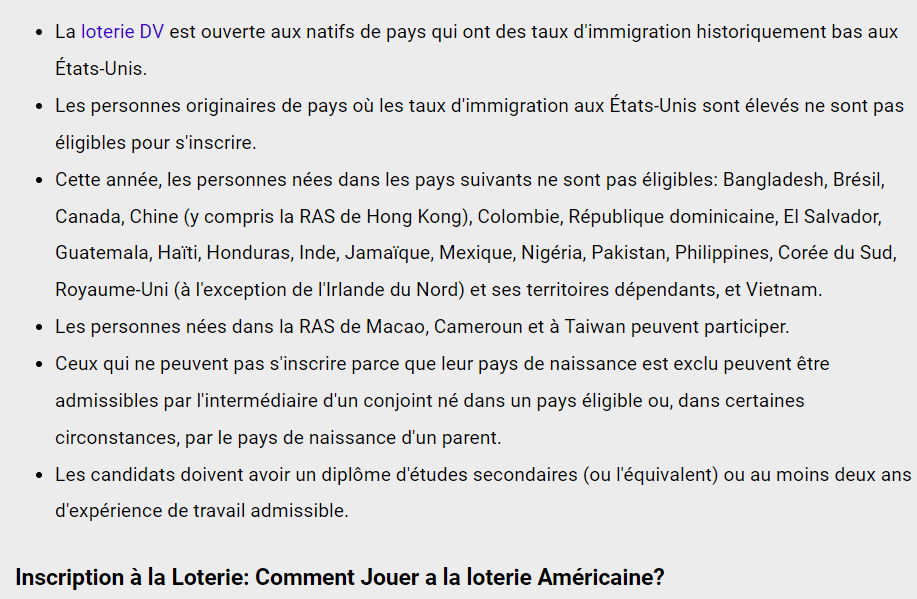 La loterie DV est ouverte aux natifs de pays qui ont des taux d'immigration historiquement bas aux
États-Unis.
Les personnes originaires de pays où les taux d'immigration aux États-Unis sont élevés ne sont pas
éligibles pour s'inscrire.
Cette année, les personnes nées dans les pays suivants ne sont pas éligibles: Bangladesh, Brésil,
Canada, Chine (y compris la RAS de Hong Kong), Colombie, République dominicaine, El Salvador,
Guatemala, Haïti, Honduras, Inde, Jamaïque, Mexique, Nigéria, Pakistan, Philippines, Corée du Sud,
Royaume-Uni (à l'exception de l'Irlande du Nord) et ses territoires dépendants, et Vietnam.
Les personnes nées dans la RAS de Macao, Cameroun et à Taiwan peuvent participer.
Ceux qui ne peuvent pas s'inscrire parce que leur pays de naissance est exclu peuvent être
admissibles par l'intermédiaire d'un conjoint né dans un pays éligible ou, dans certaines
circonstances, par le pays de naissance d'un parent.
Les candidats doivent avoir un diplôme d'études secondaires (ou l'équivalent) ou au moins deux ans
d'expérience de travail admissible.
Inscription à la Loterie: Comment Jouer a la loterie Américaine?